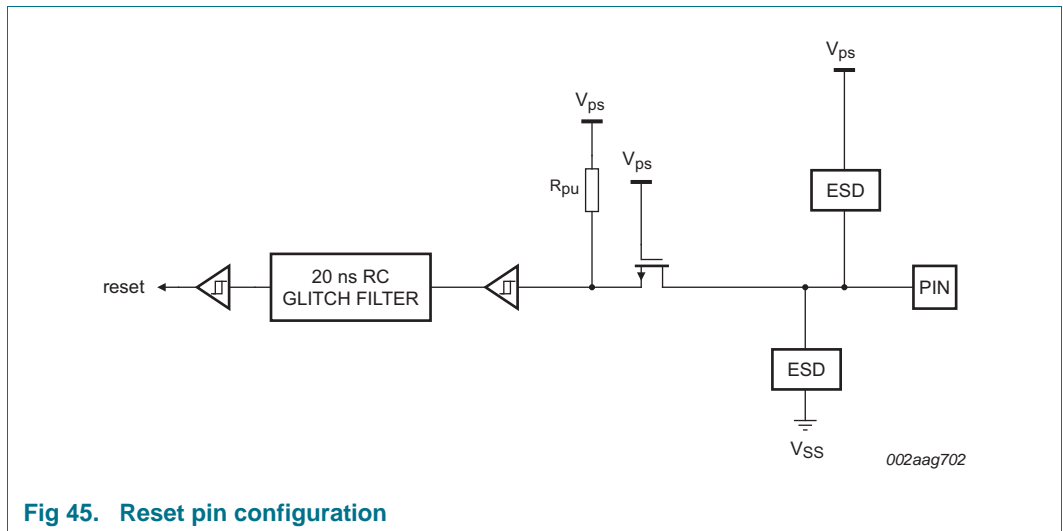 Vps
Vps
Vps
Rpu
ESD
reset
20 ns RC
GLITCH FILTER
PIN
ESD
VSS
002aag702
Fig 45. Reset pin configuration